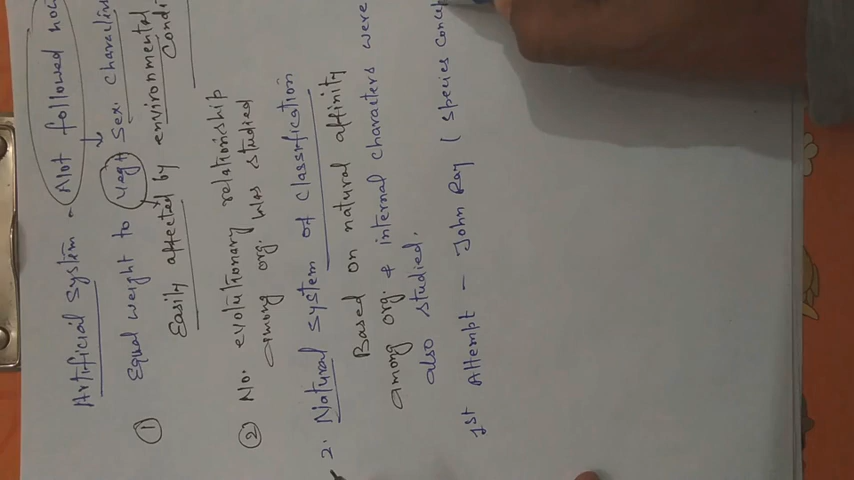 Artificial System - Not followed now
① Equal weight to veg & Sex. Characters
Easily affected by environmental Condi
② No. evolutionary relationship
among org. was studied
2. Natural System of Classification
Based on natural affinity
among org. & internal characters were
also studied.
1st Attempt - John Ray ( Species Concep